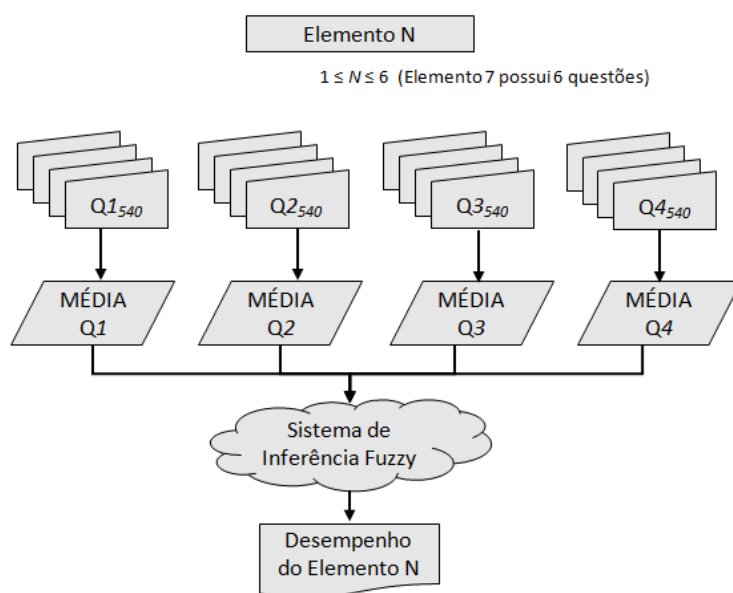 Elemento N
1 ≤ N ≤ 6 (Elemento 7 possui 6 questões)
Q1540
Q2540
Q3540
Q4540
MÉDIA
Q1
MÉDIA
Q2
MÉDIA
Q3
MÉDIA
Q4
Sistema de
Inferência Fuzzy
Desempenho
do Elemento N